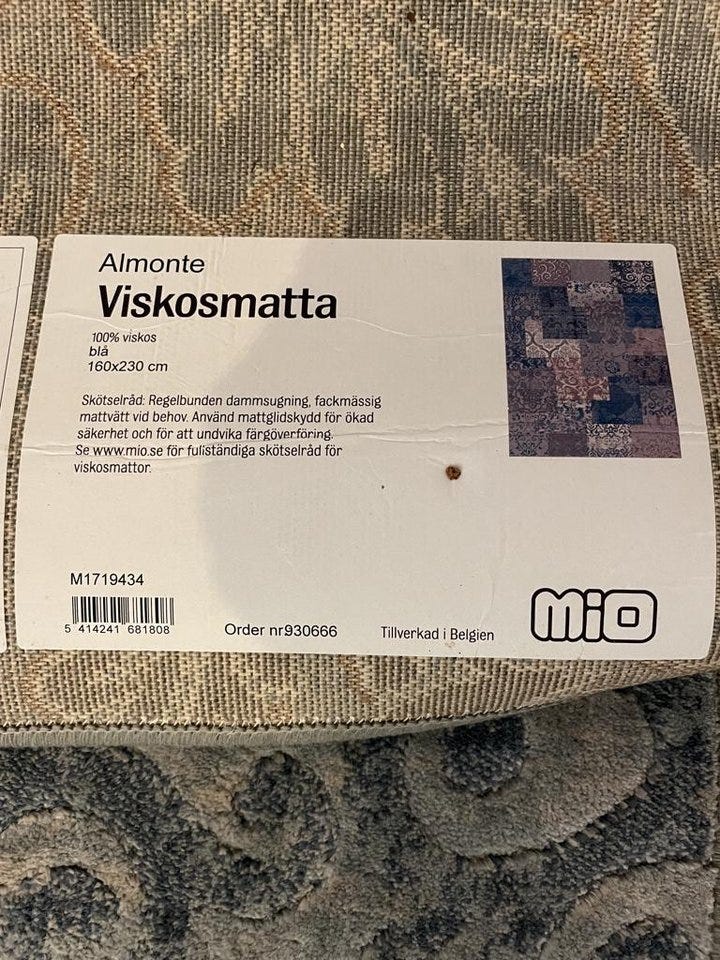 Almonte
Viskosmatta
100% viskos
blå
160x230 cm
Skötselråd: Regelbunden dammsugning, fackmässig
mattvätt vid behov. Använd mattglidskydd för ökad
säkerhet och för att undvika färgöverföring.
Se www.mio.se för fullständiga skötselråd för
viskosmattor.
M1719434
5 414241 681808
Order nr930666
Tillverkad i Belgien
mio